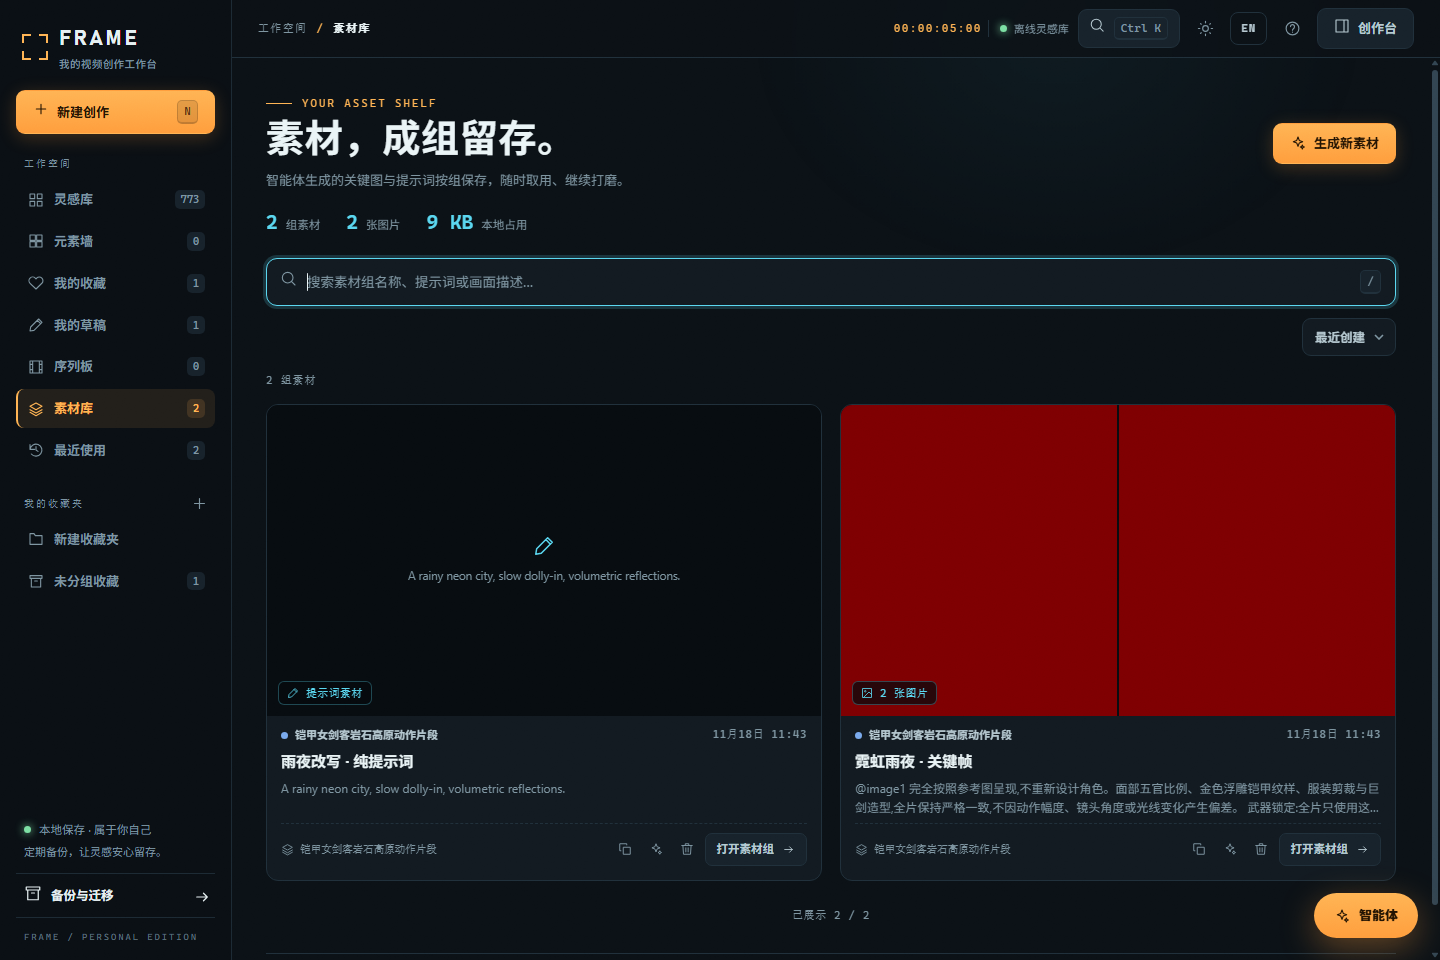 FRAME
我的视频创作工作台
新建创作 N
工作空间
灵感库 773
元素墙 0
我的收藏 1
我的草稿 1
序列板 0
素材库 2
最近使用 2
我的收藏夹
新建收藏夹
未分组收藏 1
本地保存 · 属于你自己
定期备份，让灵感安心留存。
备份与迁移
FRAME / PERSONAL EDITION
工作空间 / 素材库
00:00:05:00
离线灵感库
Ctrl K
EN
创作台
YOUR ASSET SHELF
素材，成组留存。
智能体生成的关键图与提示词按组保存，随时取用、继续打磨。
生成新素材
2 组素材 2 张图片 9 KB 本地占用
搜索素材组名称、提示词或画面描述... /
最近创建
2 组素材
A rainy neon city, slow dolly-in, volumetric reflections.
提示词素材
铠甲女剑客岩石高原动作片段 11月18日 11:43
雨夜改写 - 纯提示词
A rainy neon city, slow dolly-in, volumetric reflections.
铠甲女剑客岩石高原动作片段
打开素材组
2 张图片
铠甲女剑客岩石高原动作片段 11月18日 11:43
霓虹雨夜 - 关键帧
@image1 完全按照参考图呈现,不重新设计角色。面部五官比例、金色浮雕铠甲纹样、服装剪裁与巨
剑造型,全片保持严格一致,不因动作幅度、镜头角度或光线变化产生偏差。 武器锁定:全片只使用这...
铠甲女剑客岩石高原动作片段
打开素材组
已展示 2 / 2
智能体